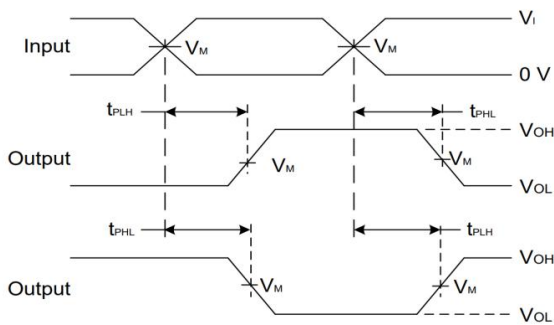 Input
VM
VM
VI
0 V
tPLH
tPHL
Output
VM
VM
VOH
VOL
tPHL
tPLH
Output
VM
VM
VOH
VOL